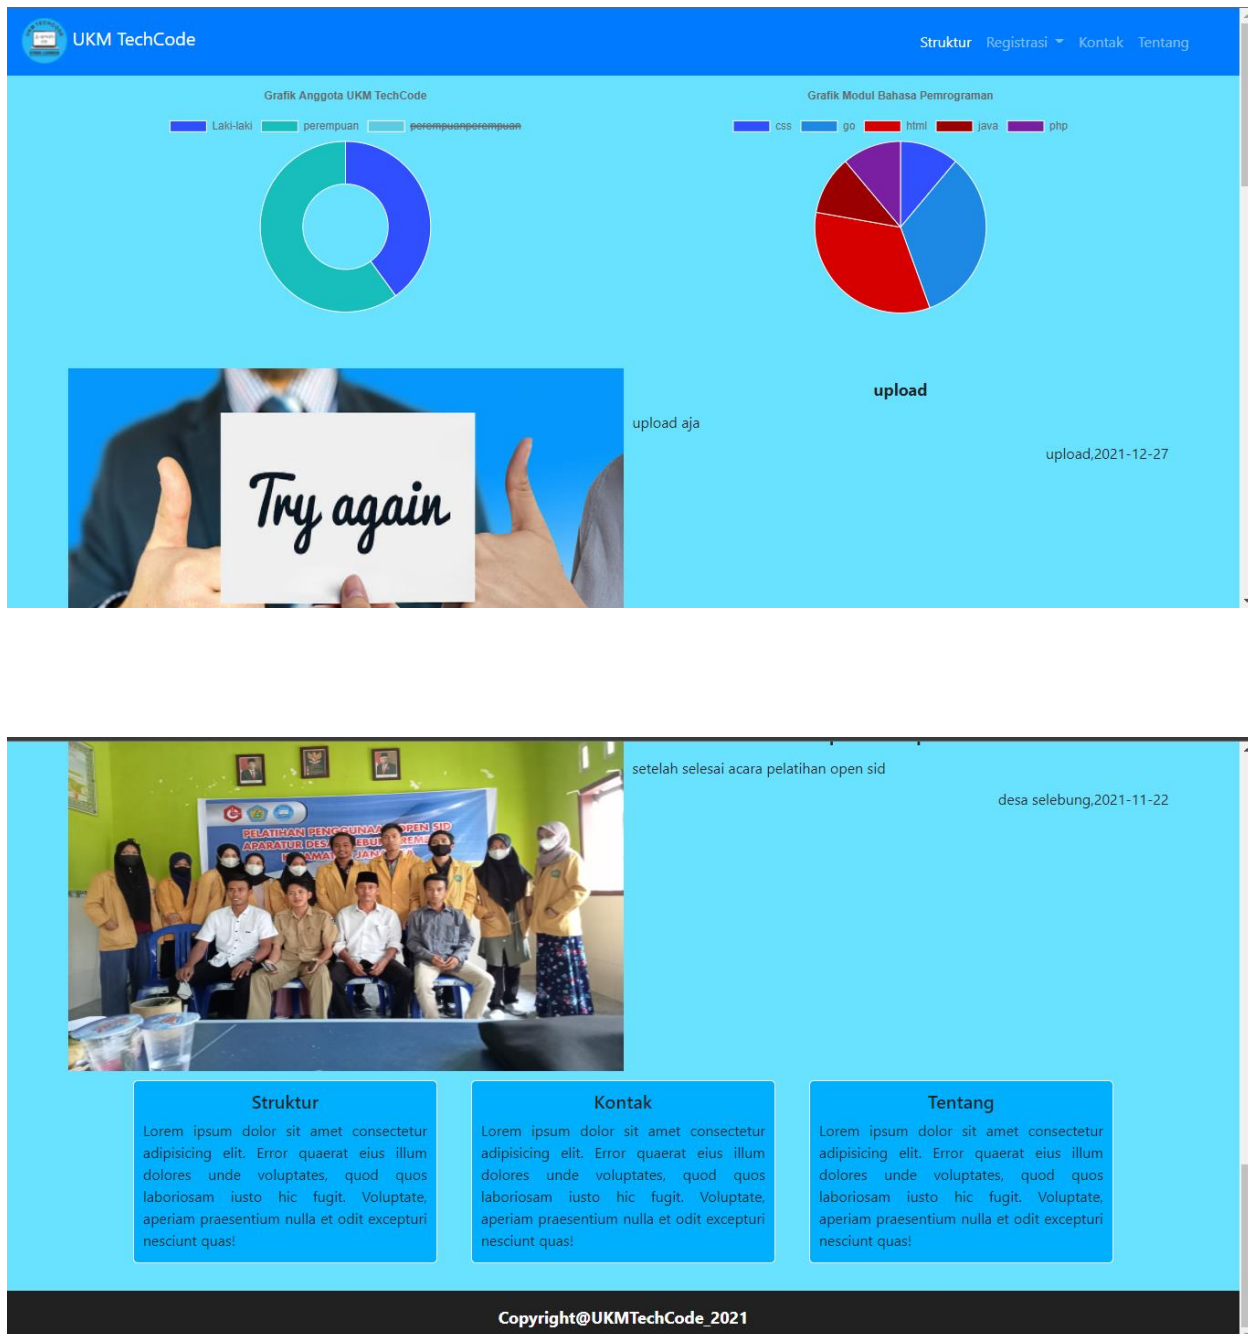 UKM TechCode
Struktur Registrasi Kontak Tentang
Grafik Anggota UKM TechCode
Laki-laki perempuan perempuanperempuan
Grafik Modul Bahasa Pemrograman
css go html java php
Try again
upload
upload aja
upload,2021-12-27
PELATIHAN PENGGUNAAN OPEN SID
APARATUR DESA
setelah selesai acara pelatihan open sid
desa selebung,2021-11-22
Struktur
Lorem ipsum dolor sit amet consectetur
adipisicing elit. Error quaerat eius illum
dolores unde voluptates, quod quos
laboriosam iusto hic fugit. Voluptate,
aperiam praesentium nulla et odit excepturi
nesciunt quas!
Kontak
Lorem ipsum dolor sit amet consectetur
adipisicing elit. Error quaerat eius illum
dolores unde voluptates, quod quos
laboriosam iusto hic fugit. Voluptate,
aperiam praesentium nulla et odit excepturi
nesciunt quas!
Tentang
Lorem ipsum dolor sit amet consectetur
adipisicing elit. Error quaerat eius illum
dolores unde voluptates, quod quos
laboriosam iusto hic fugit. Voluptate,
aperiam praesentium nulla et odit excepturi
nesciunt quas!
Copyright@UKMTechCode_2021